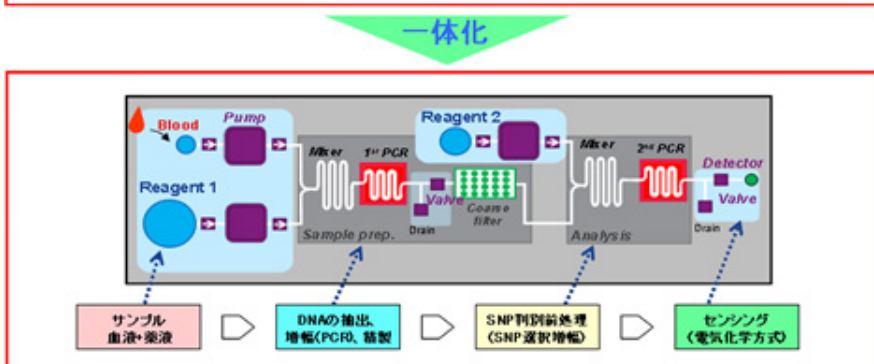 一体化
Blood
Pump
Reagent 1
Mixer
1st PCR
Valve
Drain
Coarse
filter
Sample prep.
Reagent 2
Mixer
2nd PCR
Detector
Valve
Drain
Analysis
サンプル
血液+薬液
DNAの抽出、
増幅(PCR)、精製
SNP判別前処理
(SNP選択増幅)
センシング
(電気化学方式)